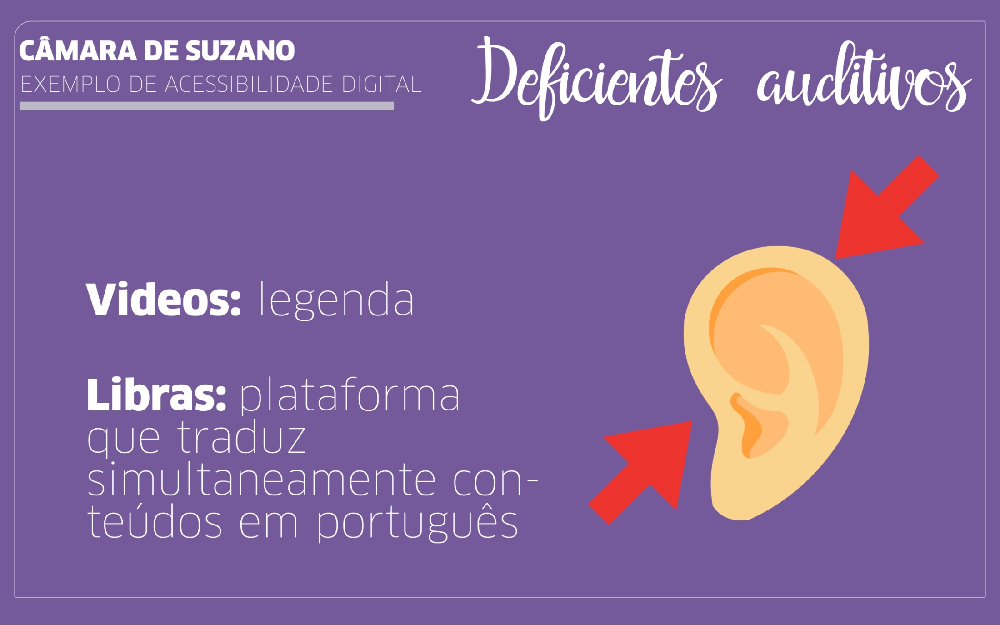 CÂMARA DE SUZANO
EXEMPLO DE ACESSIBILIDADE DIGITAL
Deficientes auditivos
Videos: legenda
Libras: plataforma
que traduz
simultaneamente con-
teúdos em português